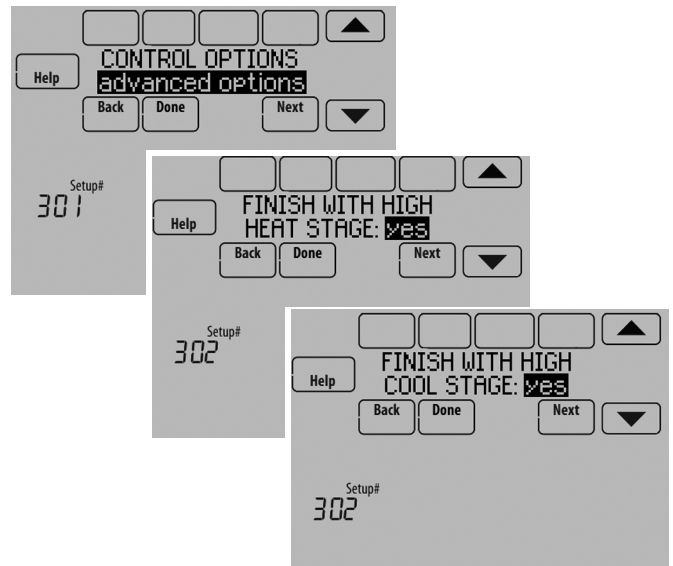 CONTROL OPTIONS
Help
advanced options
Back Done Next
Setup#
301
FINISH WITH HIGH
Help
HEAT STAGE: yes
Back Done Next
Setup#
302
FINISH WITH HIGH
Help
COOL STAGE: yes
Back Done Next
Setup#
302